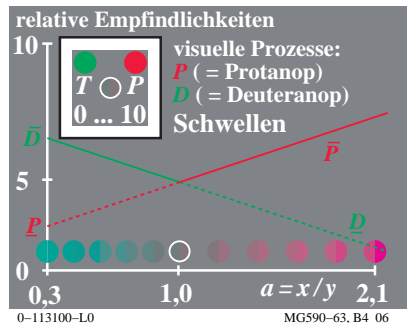 relative Empfindlichkeiten
10
visuelle Prozesse:
P ( = Protanop)
T P
D ( = Deuteranop)
0 ... 10
Schwellen
D̅
P̅
5
P̲
D̲
0
0,3 1,0 a = x / y 2,1
0–113100–L0 MG590–63, B4 06